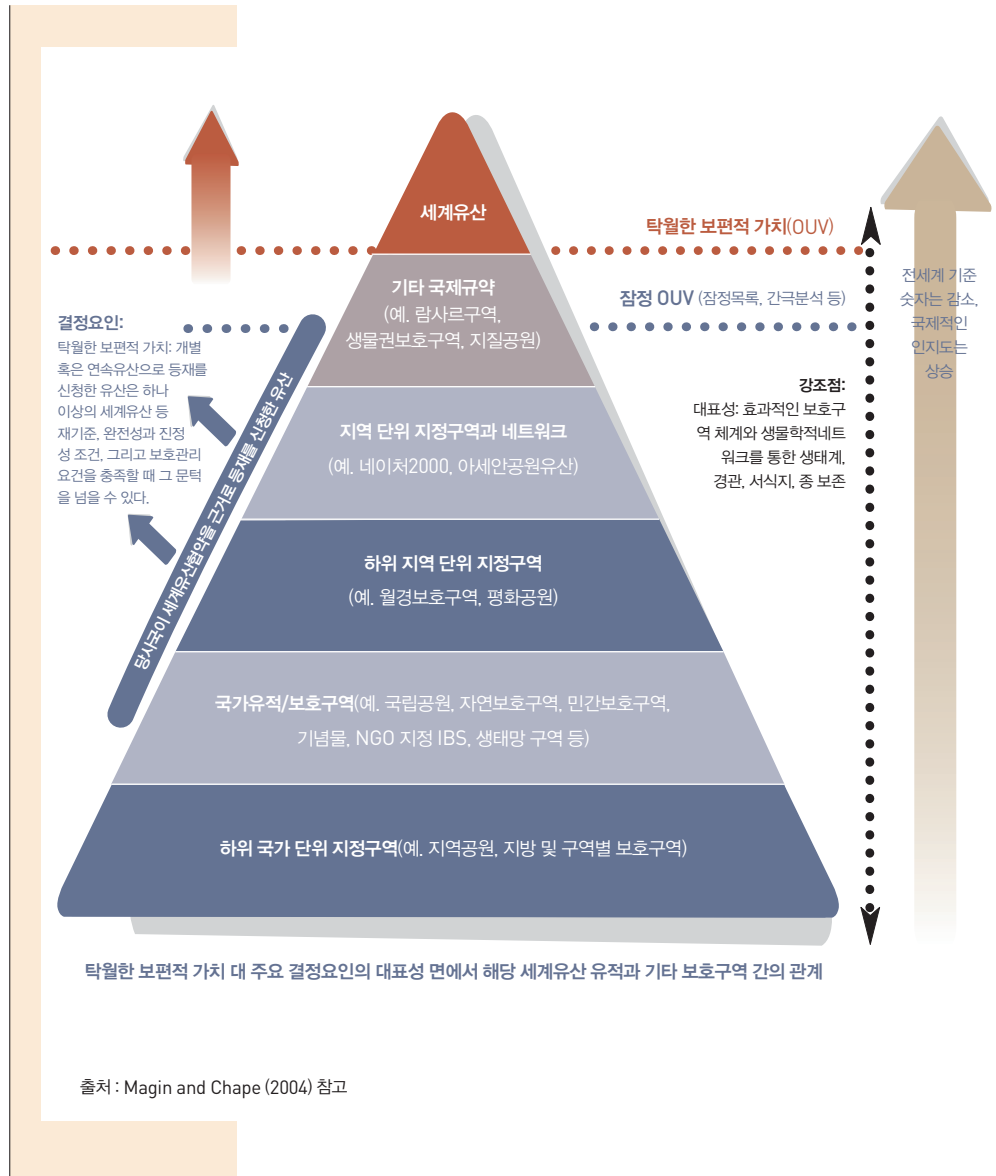 세계유산
탁월한 보편적 가치(OUV)
기타 국제규약
(예. 람사르구역,
생물권보호구역, 지질공원)
잠정 OUV (잠정목록, 간극분석 등)
전세계 기준
숫자는 감소,
국제적인
인지도는
상승
결정요인:
탁월한 보편적 가치: 개별
혹은 연속유산으로 등재를
신청한 유산은 하나
이상의 세계유산 등
재기준, 완전성과 진정
성 조건, 그리고 보호관리
요건을 충족할 때 그 문턱
을 넘을 수 있다.
당사국이 세계유산협약을 근거로 등재를 신청한 유산
강조점:
대표성: 효과적인 보호구
역 체계와 생물학적네트
워크를 통한 생태계,
경관, 서식지, 종 보존
지역 단위 지정구역과 네트워크
(예. 네이처2000, 아세안공원유산)
하위 지역 단위 지정구역
(예. 월경보호구역, 평화공원)
국가유적/보호구역(예. 국립공원, 자연보호구역, 민간보호구역,
기념물, NGO 지정 IBS, 생태망 구역 등)
하위 국가 단위 지정구역(예. 지역공원, 지방 및 구역별 보호구역)
탁월한 보편적 가치 대 주요 결정요인의 대표성 면에서 해당 세계유산 유적과 기타 보호구역 간의 관계
출처 : Magin and Chape (2004) 참고